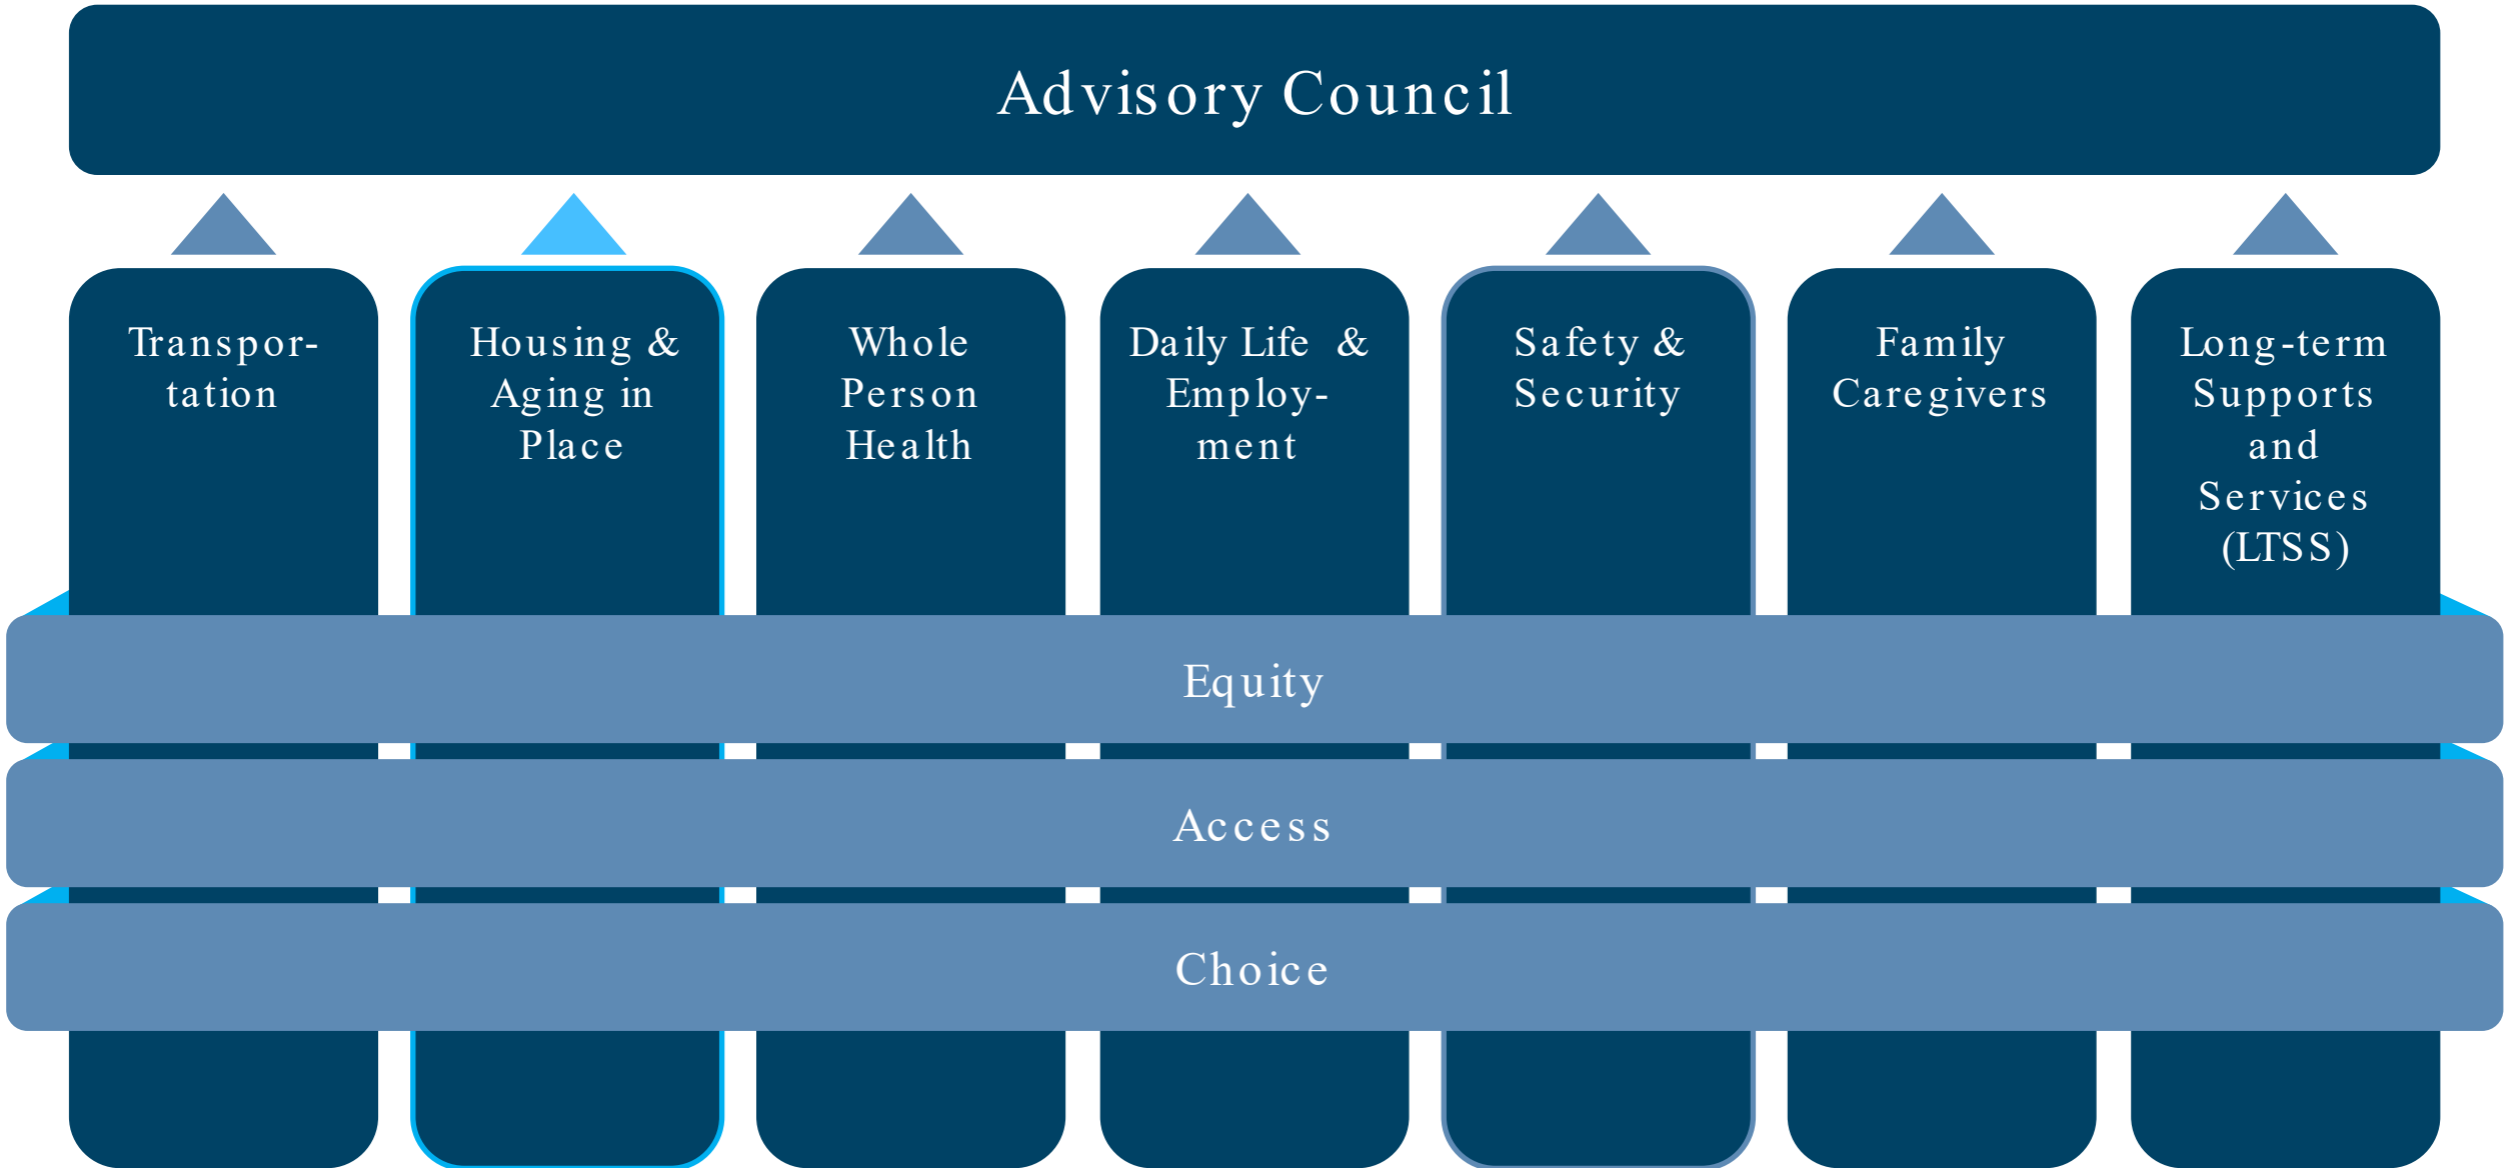 Advisory Council
Transpor-
tation
Housing &
Aging in
Place
Whole
Person
Health
Daily Life &
Employ-
ment
Safety &
Security
Family
Caregivers
Long-term
Supports
and
Services
(LTSS)
Equity
Access
Choice